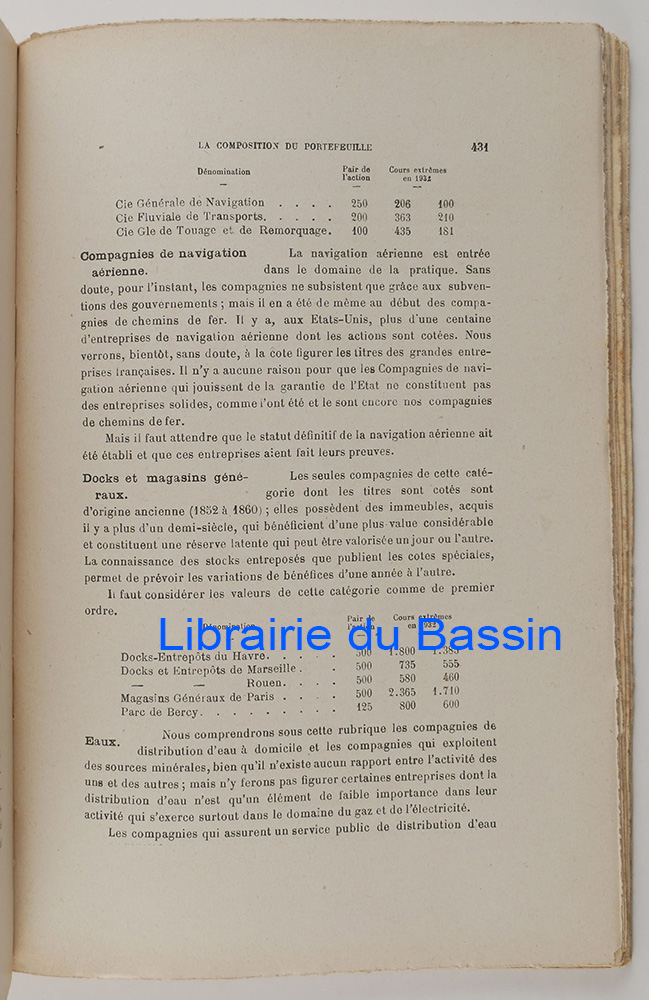 LA COMPOSITION DU PORTEFEUILLE 431
Dénomination Pair de l'action Cours extrêmes en 1932
Cie Générale de Navigation . . . . 250 206 100
Cie Fluviale de Transports. . . . . 200 363 210
Cie Gle de Touage et de Remorquage. 100 435 181
Compagnies de navigation aérienne. La navigation aérienne est entrée
dans le domaine de la pratique. Sans
doute, pour l'instant, les compagnies ne subsistent que grâce aux subven-
tions des gouvernements ; mais il en a été de même au début des compa-
gnies de chemins de fer. Il y a, aux Etats-Unis, plus d'une centaine
d'entreprises de navigation aérienne dont les actions sont cotées. Nous
verrons, bientôt, sans doute, à la cote figurer les titres des grandes entre-
prises françaises. Il n'y a aucune raison pour que les Compagnies de navi-
gation aérienne qui jouissent de la garantie de l'Etat ne constituent pas
des entreprises solides, comme l'ont été et le sont encore nos compagnies
de chemins de fer.
Mais il faut attendre que le statut définitif de la navigation aérienne ait
été établi et que ces entreprises aient fait leurs preuves.
Docks et magasins géné-raux. Les seules compagnies de cette caté-
gorie dont les titres sont cotés sont
d'origine ancienne (1852 à 1860) ; elles possèdent des immeubles, acquis
il y a plus d'un demi-siècle, qui bénéficient d'une plus-value considérable
et constituent une réserve latente qui peut être valorisée un jour ou l'autre.
La connaissance des stocks entreposés que publient les cotes spéciales,
permet de prévoir les variations de bénéfices d'une année à l'autre.
Il faut considérer les valeurs de cette catégorie comme de premier
ordre.
Dénomination Pair de l'action Cours extrêmes en 1932
Librairie du Bassin
Docks-Entrepôts du Havre. . . . . 500 1.800 1.385
Docks et Entrepôts de Marseille . . . 500 735 555
— — Rouen. . . . 500 580 460
Magasins Généraux de Paris . . . . 500 2.365 1.710
Parc de Bercy. . . . . . . . . 125 800 600
Eaux. Nous comprendrons sous cette rubrique les compagnies de
distribution d'eau à domicile et les compagnies qui exploitent
des sources minérales, bien qu'il n'existe aucun rapport entre l'activité des
uns et des autres ; mais n'y ferons pas figurer certaines entreprises dont la
distribution d'eau n'est qu'un élément de faible importance dans leur
activité qui s'exerce surtout dans le domaine du gaz et de l'électricité.
Les compagnies qui assurent un service public de distribution d'eau